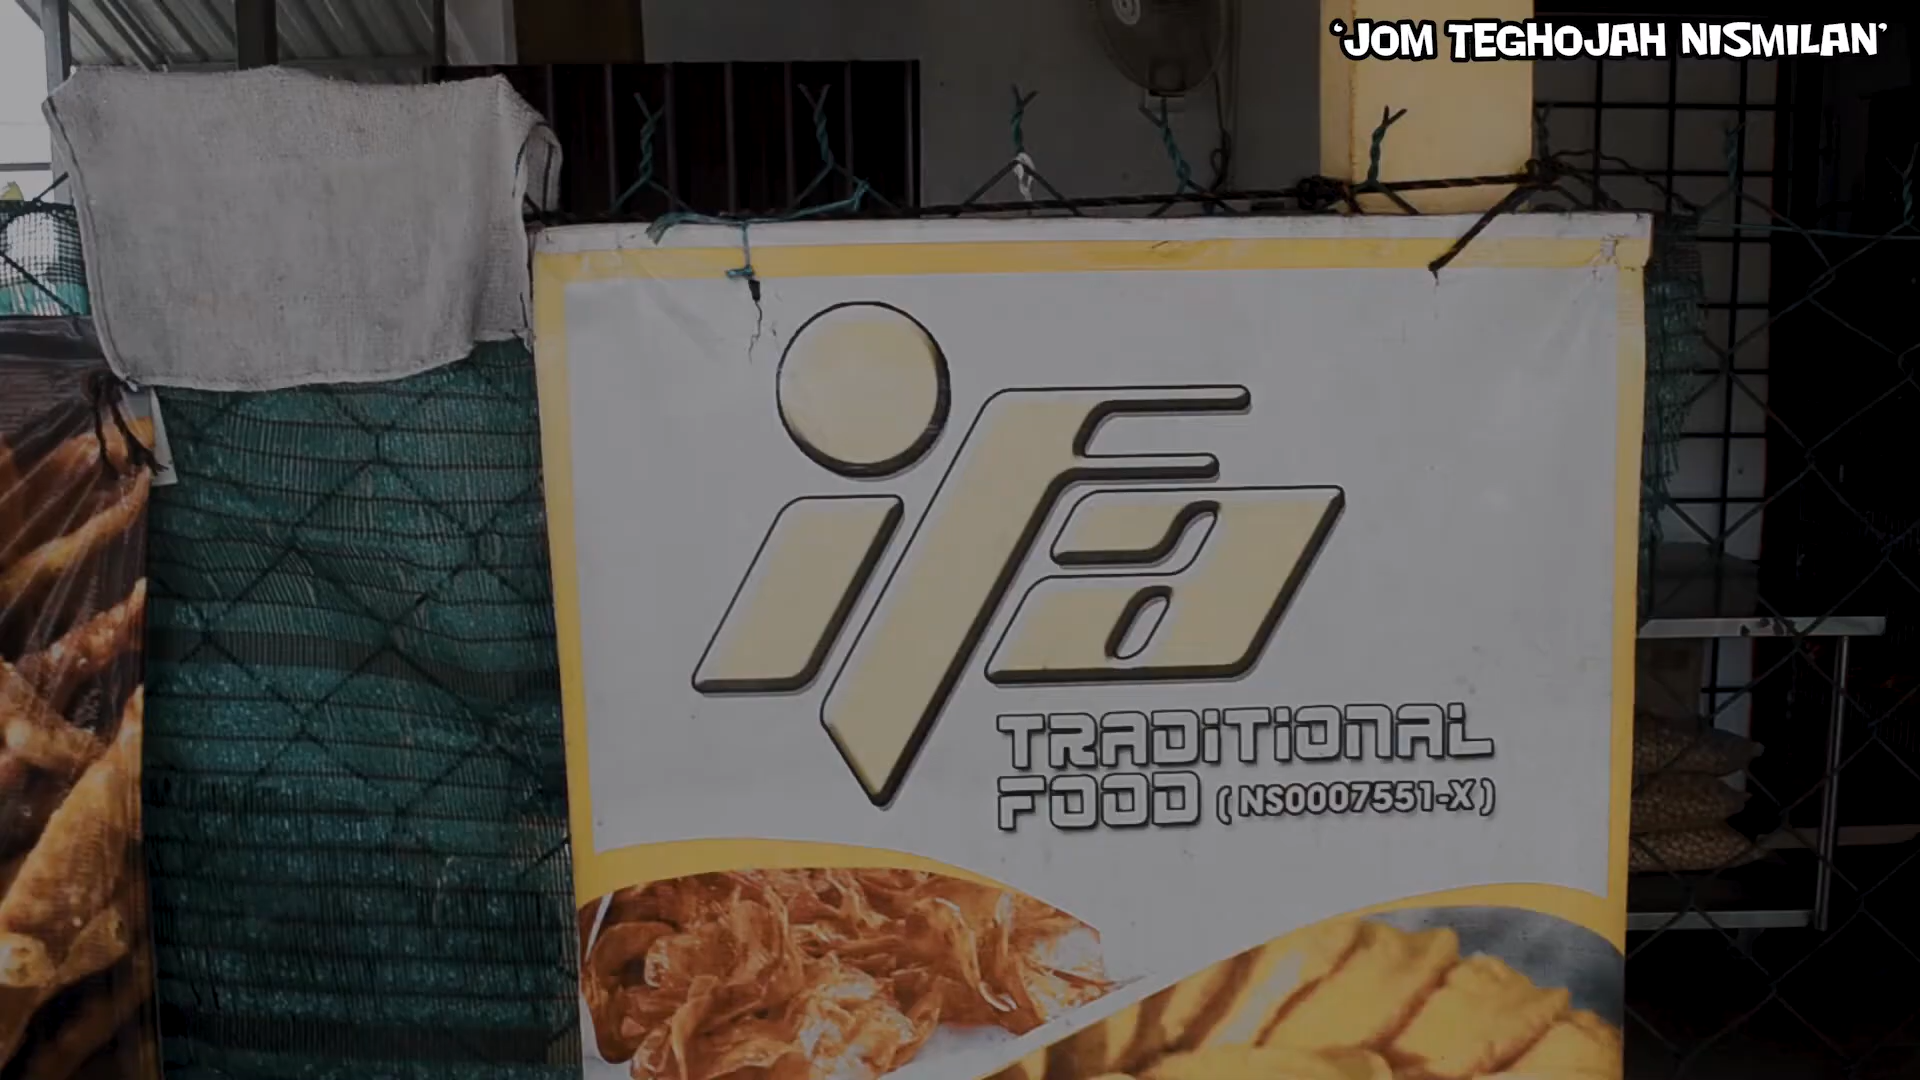 ‘JOM TEGHOJAH NISMILAN’
iFa
TRADiTiONAL
FOOD (NS0007551-X)